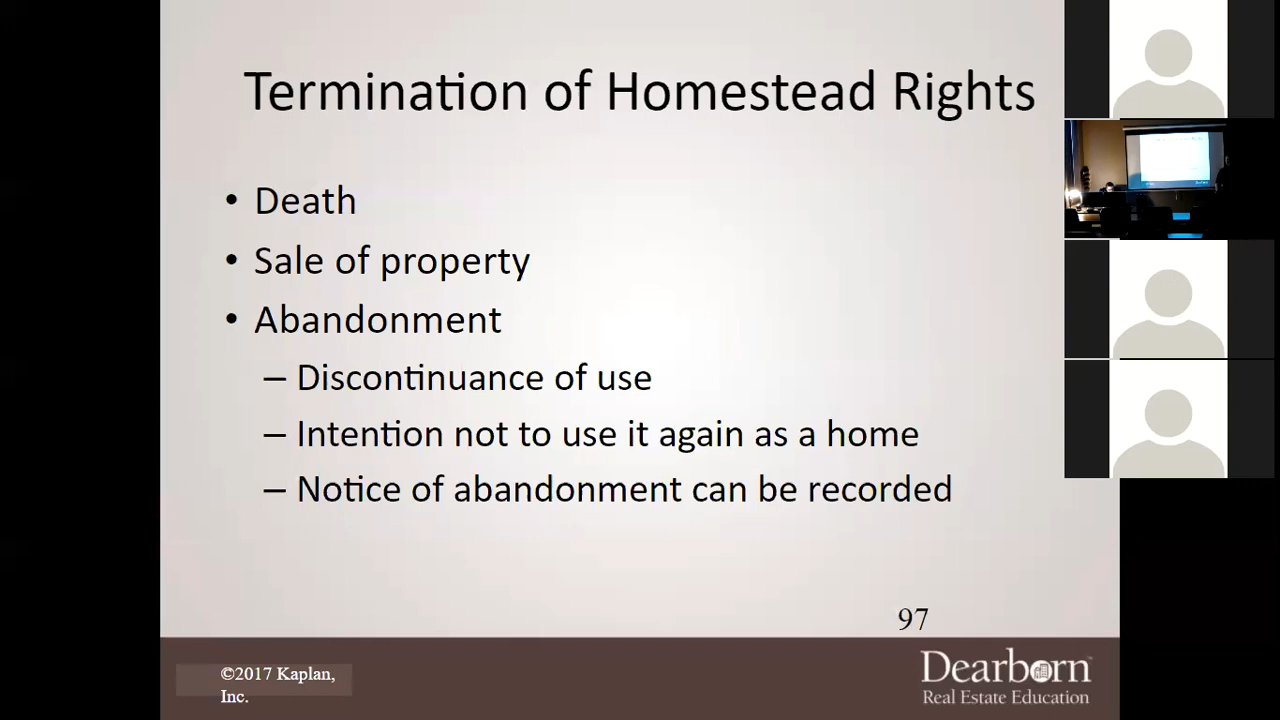 Termination of Homestead Rights
• Death
• Sale of property
• Abandonment
– Discontinuance of use
– Intention not to use it again as a home
– Notice of abandonment can be recorded
97
©2017 Kaplan,
Inc.
Dearborn
Real Estate Education